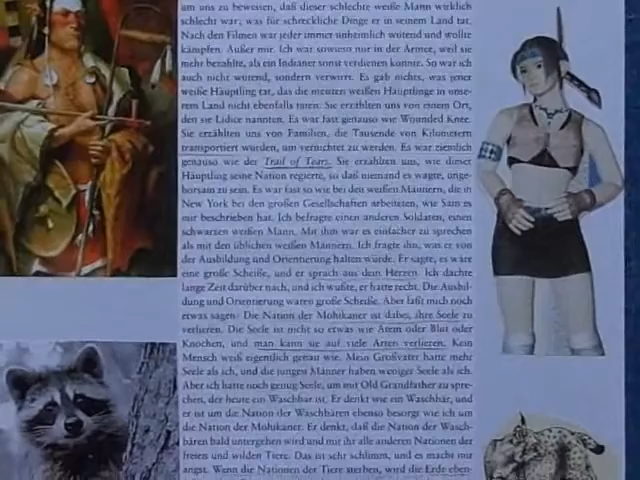 um uns zu beweisen, daß dieser schlechte weiße Mann wirklich
schlecht war; was für schreckliche Dinge er in seinem Land tat.
Nach den Filmen war jeder immer unheimlich wütend und wollte
kämpfen. Außer mir. Ich war sowieso nur in der Armee, weil sie
mehr bezahlte, als ein Indianer sonst verdienen konnte. So war ich
auch nicht wütend, sondern verwirrt. Es gab nichts, was jener
weiße Häuptling tat, das die meisten weißen Häuptlinge in unse-
rem Land nicht ebenfalls taten. Sie erzählten uns von einem Ort,
den sie Lidice nannten. Es war fast genauso wie Wounded Knee.
Sie erzählten uns von Familien, die Tausende von Kilometern
transportiert wurden, um vernichtet zu werden. Es war ziemlich
genauso wie der Trail of Tears. Sie erzählten uns, wie dieser
Häuptling seine Nation regierte, so daß niemand es wagte, unge-
horsam zu sein. Es war fast so wie bei den weißen Männern, die in
New York bei den großen Gesellschaften arbeiteten, wie Sam es
mir beschrieben hat. Ich befragte einen anderen Soldaten, einen
schwarzen weißen Mann. Mit ihm war es einfacher zu sprechen
als mit den üblichen weißen Männern. Ich fragte ihn, was er von
der Ausbildung und Orientierung halten würde. Er sagte, es wäre
eine große Scheiße, und er sprach aus dem Herzen. Ich dachte
lange Zeit darüber nach, und ich wußte, er hatte recht. Die Ausbil-
dung und Orientierung waren große Scheiße. Aber laßt mich noch
etwas sagen: Die Nation der Mohikaner ist dabei, ihre Seele zu
verlieren. Die Seele ist nicht so etwas wie Atem oder Blut oder
Knochen, und man kann sie auf viele Arten verlieren. Kein
Mensch weiß eigentlich genau wie. Mein Großvater hatte mehr
Seele als ich, und die jungen Männer haben weniger Seele als ich.
Aber ich hatte noch genug Seele, um mit Old Grandfather zu spre-
chen, der heute ein Waschbär ist. Er denkt wie ein Waschbär, und
er ist um die Nation der Waschbären ebenso besorgt wie ich um
die Nation der Mohikaner. Er denkt, daß die Nation der Wasch-
bären bald untergehen wird und mit ihr alle anderen Nationen der
freien und wilden Tiere. Das ist sehr schlimm, und es macht mir
angst. Wenn die Nationen der Tiere sterben, wird die Erde eben-